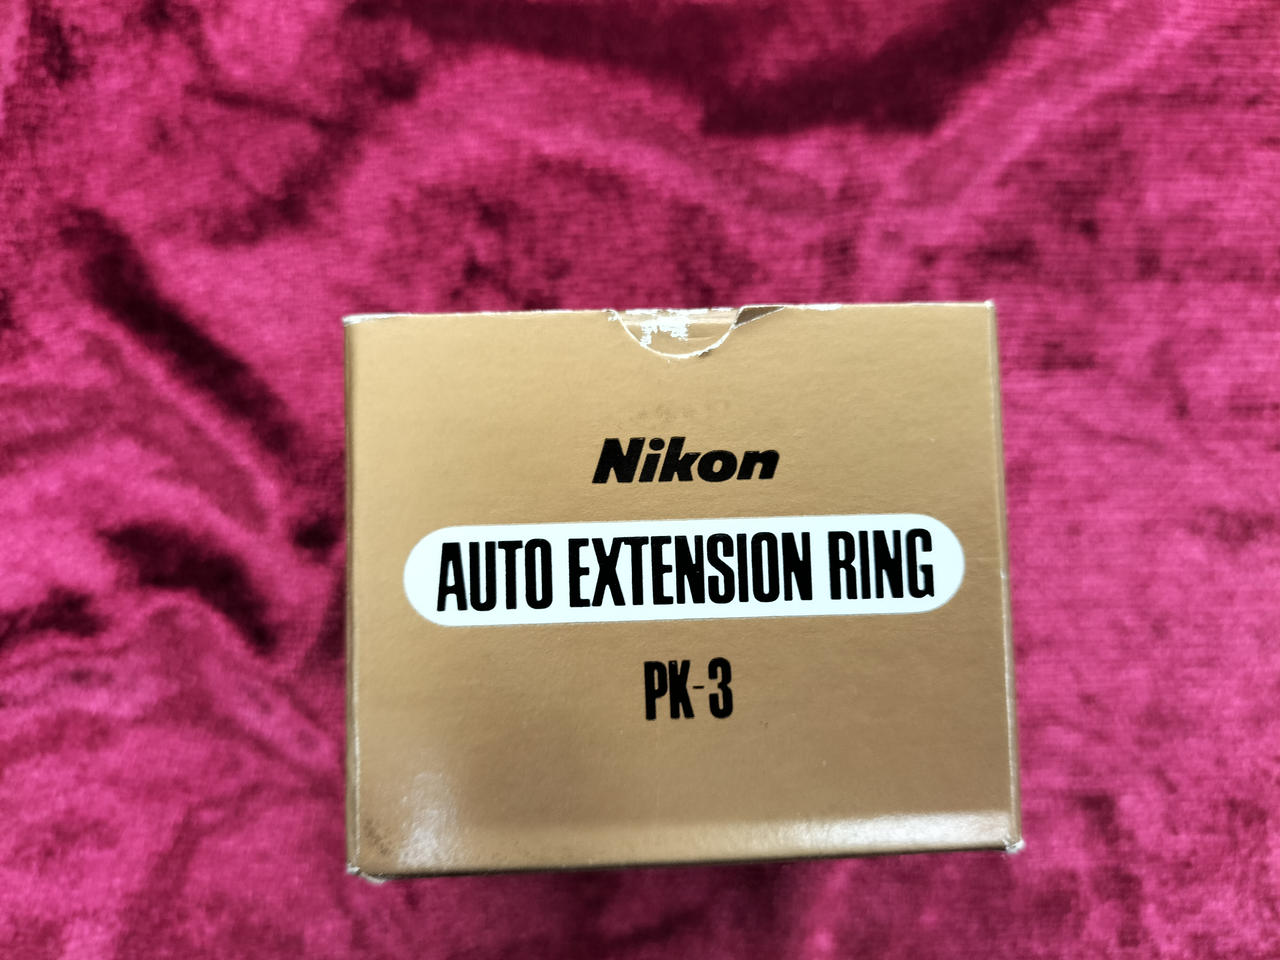 Nikon
AUTO EXTENSION RING
PK-3